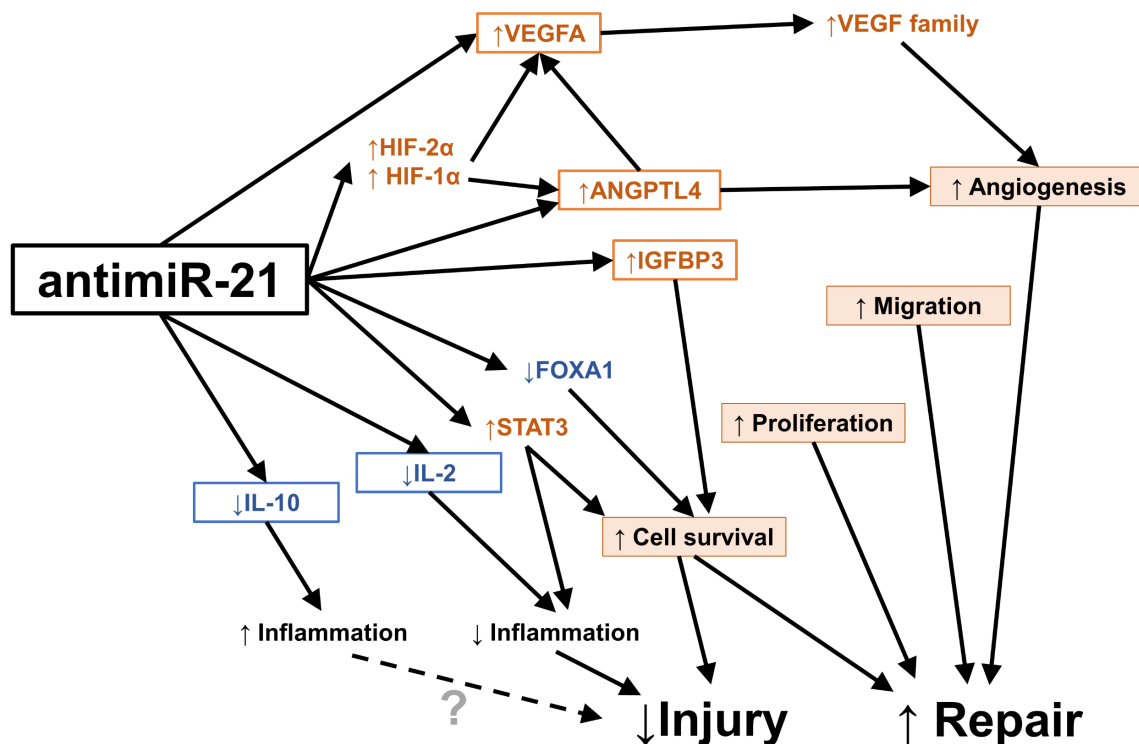 ↑VEGFA
↑VEGF family
↑HIF-2α
↑ HIF-1α
↑ANGPTL4
↑ Angiogenesis
antimiR-21
↑IGFBP3
↑ Migration
↓FOXA1
↑STAT3
↑ Proliferation
↓IL-2
↓IL-10
↑ Cell survival
↑ Inflammation
↓ Inflammation
?
↓Injury
↑ Repair